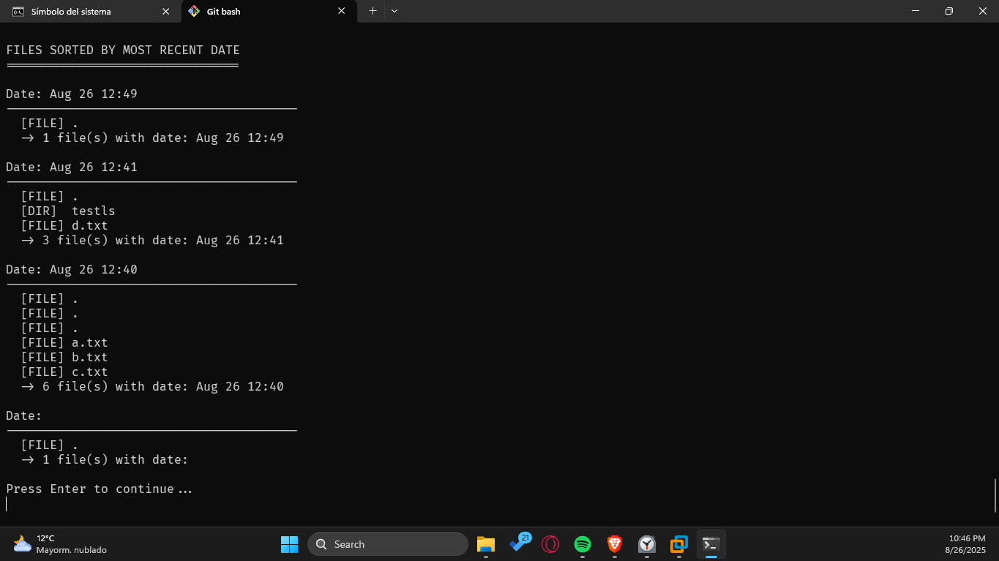 Símbolo del sistema
Git bash
FILES SORTED BY MOST RECENT DATE
================================
Date: Aug 26 12:49
----------------------------------------
[FILE] .
-> 1 file(s) with date: Aug 26 12:49
Date: Aug 26 12:41
----------------------------------------
[FILE] .
[DIR]  testls
[FILE] d.txt
-> 3 file(s) with date: Aug 26 12:41
Date: Aug 26 12:40
----------------------------------------
[FILE] .
[FILE] .
[FILE] .
[FILE] a.txt
[FILE] b.txt
[FILE] c.txt
-> 6 file(s) with date: Aug 26 12:40
Date:
----------------------------------------
[FILE] .
-> 1 file(s) with date:
Press Enter to continue...
12°C
Mayorm. nublado
Search
21
10:46 PM
8/26/2025